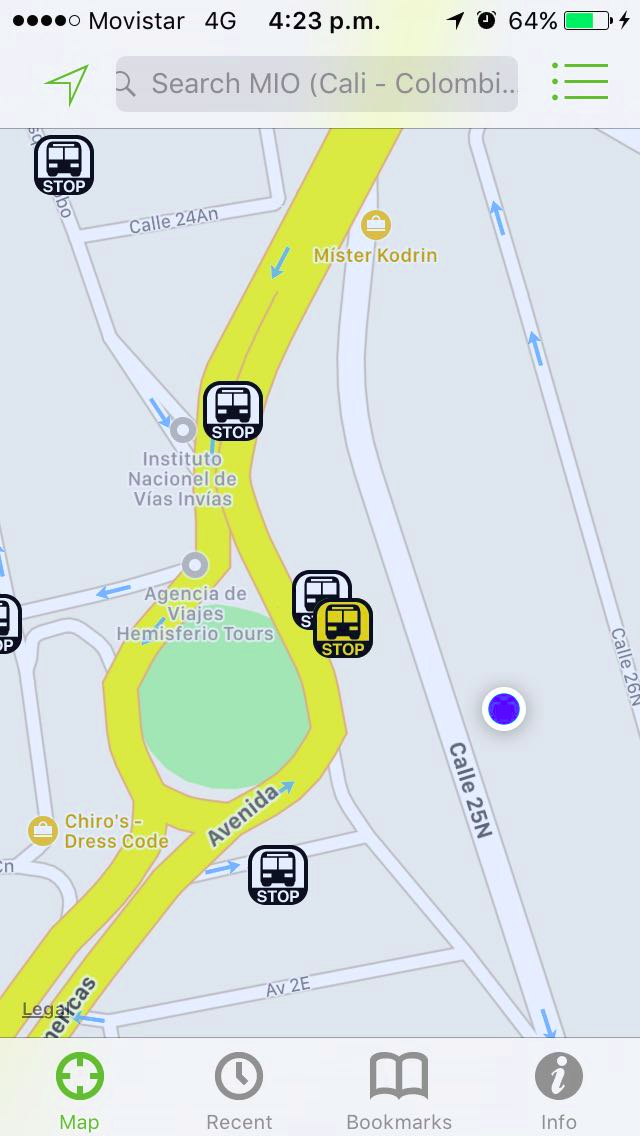 Movistar 4G 4:23 p.m. 64%
Search MIO (Cali - Colombi...
STOP
Calle 24An
Míster Kodrin
STOP
Instituto
Nacionel de
Vías Invías
Agencia de
Viajes
Hemisferio Tours
STOP
Calle 26N
Calle 25N
Chiro's -
Dress Code
Avenida
STOP
Av 2E
Legal
Map Recent Bookmarks Info